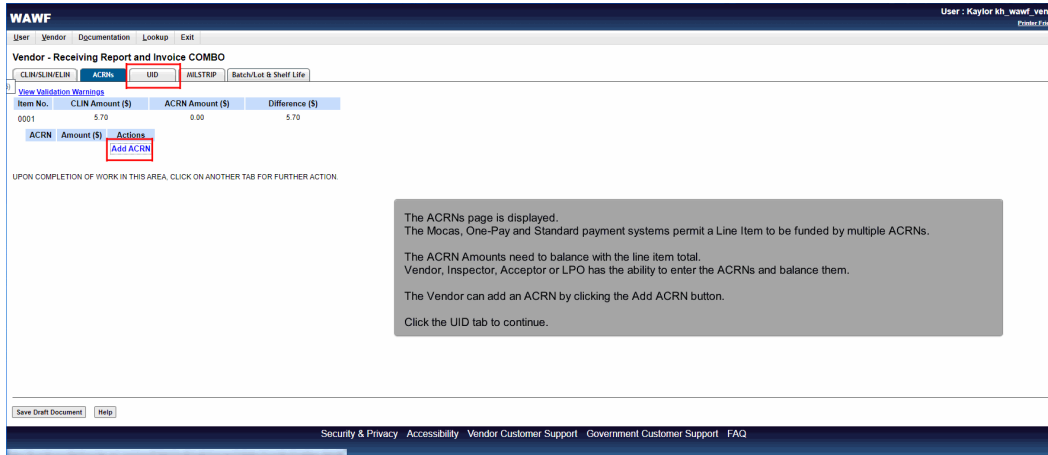 WAWF
User : Kaylor kh_wawf_ven
Printer Frie
User Vendor Documentation Lookup Exit
Vendor - Receiving Report and Invoice COMBO
CLIN/SLIN/ELIN ACRNs UID MILSTRIP Batch/Lot & Shelf Life
View Validation Warnings
Item No. CLIN Amount ($) ACRN Amount ($) Difference ($)
0001 5.70 0.00 5.70
ACRN Amount ($) Actions
Add ACRN
UPON COMPLETION OF WORK IN THIS AREA, CLICK ON ANOTHER TAB FOR FURTHER ACTION.
The ACRNs page is displayed.
The Mocas, One-Pay and Standard payment systems permit a Line Item to be funded by multiple ACRNs.
The ACRN Amounts need to balance with the line item total.
Vendor, Inspector, Acceptor or LPO has the ability to enter the ACRNs and balance them.
The Vendor can add an ACRN by clicking the Add ACRN button.
Click the UID tab to continue.
Save Draft Document Help
Security & Privacy Accessibility Vendor Customer Support Government Customer Support FAQ